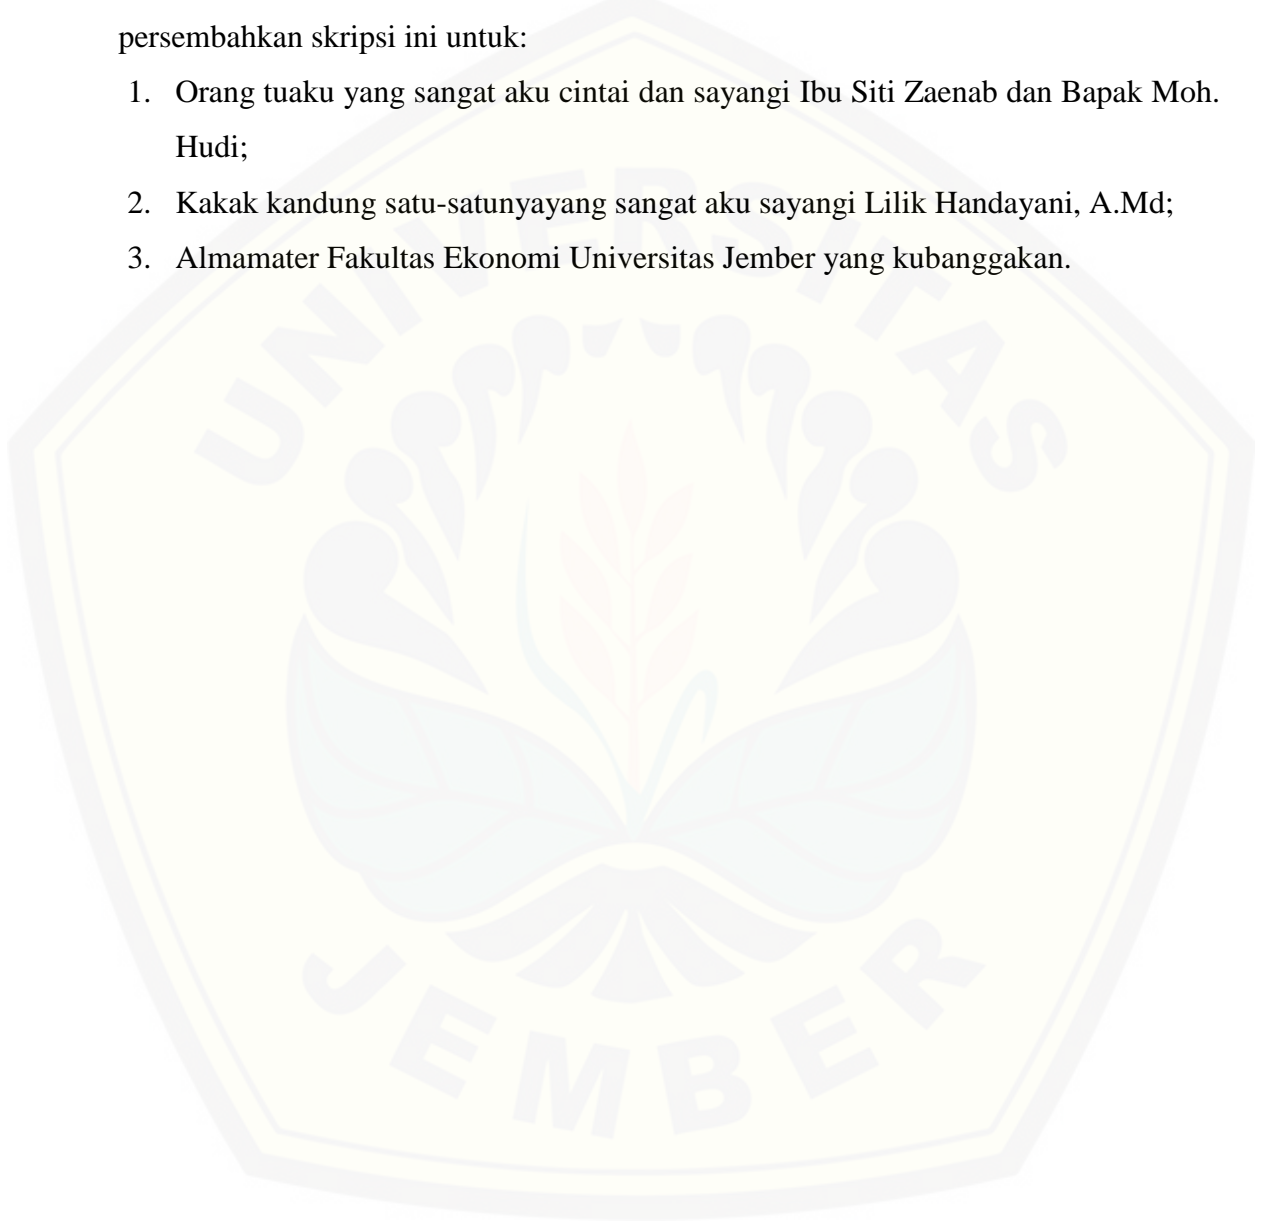 persembahkan skripsi ini untuk:
1. Orang tuaku yang sangat aku cintai dan sayangi Ibu Siti Zaenab dan Bapak Moh.
Hudi;
2. Kakak kandung satu-satunyayang sangat aku sayangi Lilik Handayani, A.Md;
3. Almamater Fakultas Ekonomi Universitas Jember yang kubanggakan.
UNIVERSITAS
JEMBER